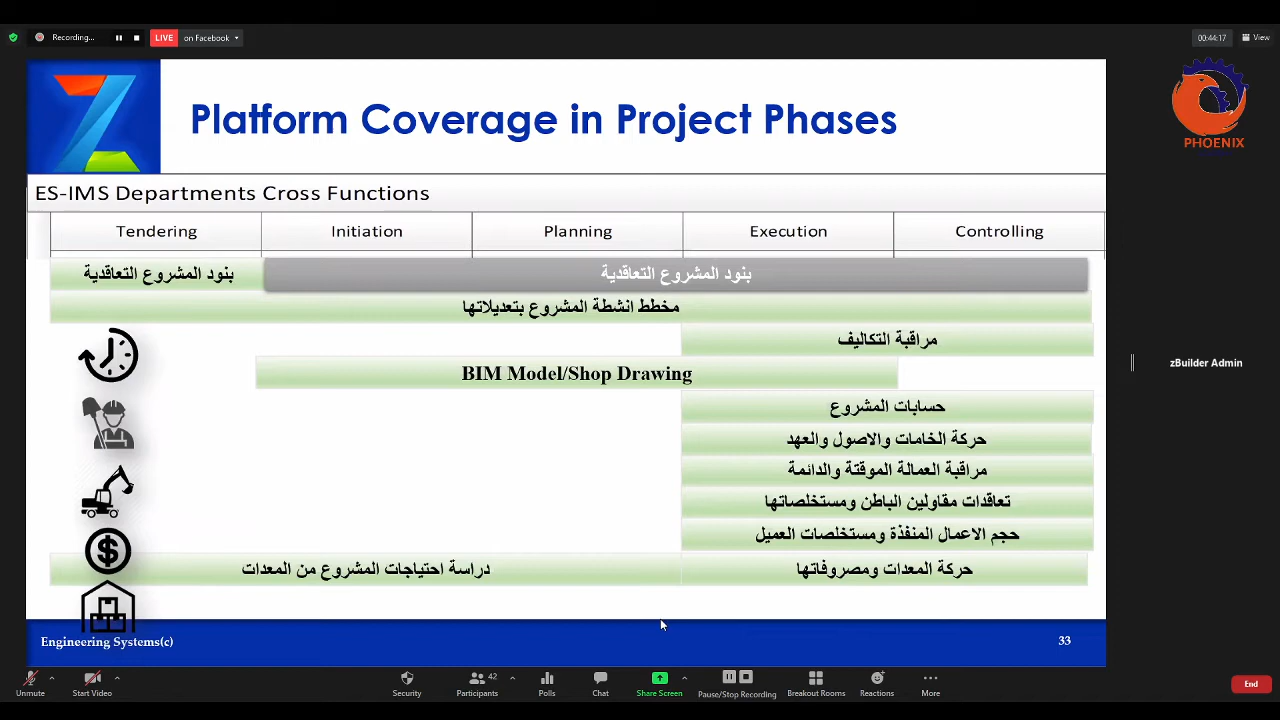 Recording...
LIVE on Facebook
00:44:17
View
Platform Coverage in Project Phases
PHOENIX
ES-IMS Departments Cross Functions
Tendering Initiation Planning Execution Controlling
بنود المشروع التعاقدية
بنود المشروع التعاقدية
مخطط انشطة المشروع بتعديلاتها
مراقبة التكاليف
zBuilder Admin
BIM Model/Shop Drawing
حسابات المشروع
حركة الخامات والاصول والعهد
مراقبة العمالة الموقتة والدائمة
تعاقدات مقاولين الباطن ومستخلصاتها
حجم الاعمال المنفذة ومستخلصات العميل
دراسة احتياجات المشروع من المعدات
حركة المعدات ومصروفاتها
Engineering Systems(c)
33
Unmute
Start Video
Security
42
Participants
Polls
Chat
Share Screen
Pause/Stop Recording
Breakout Rooms
Reactions
More
End